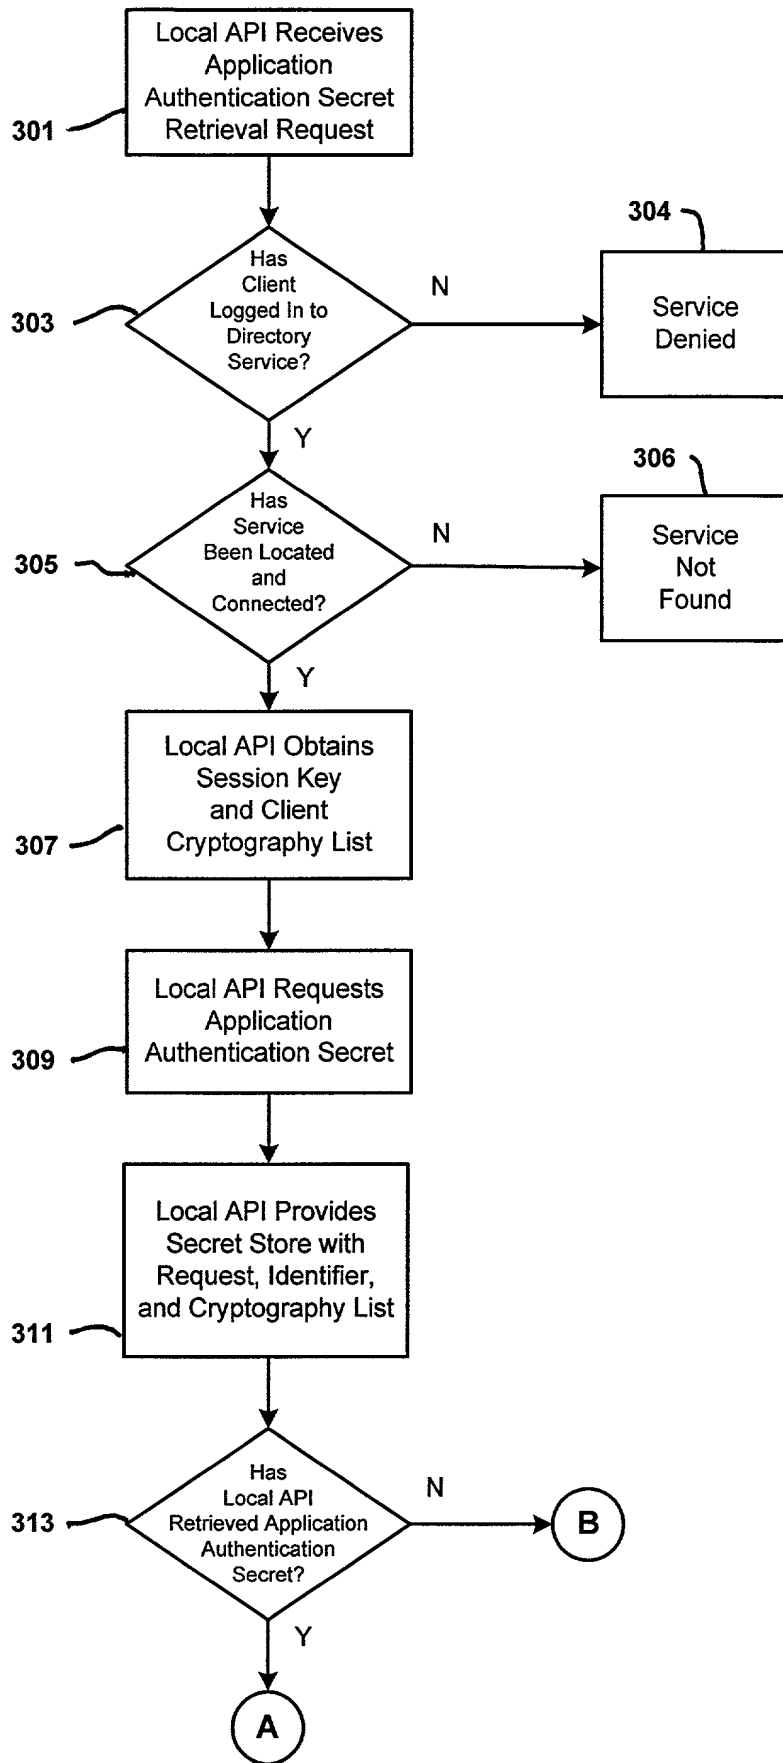 Local API Receives
Application
Authentication Secret
Retrieval Request
301
304
Has
Client
Logged In to
Directory
Service?
303
N
Service
Denied
Y
306
Has
Service
Been Located
and
Connected?
305
N
Service
Not
Found
Y
Local API Obtains
Session Key
and Client
Cryptography List
307
Local API Requests
Application
Authentication Secret
309
Local API Provides
Secret Store with
Request, Identifier,
and Cryptography List
311
Has
Local API
Retrieved Application
Authentication
Secret?
313
N
B
Y
A